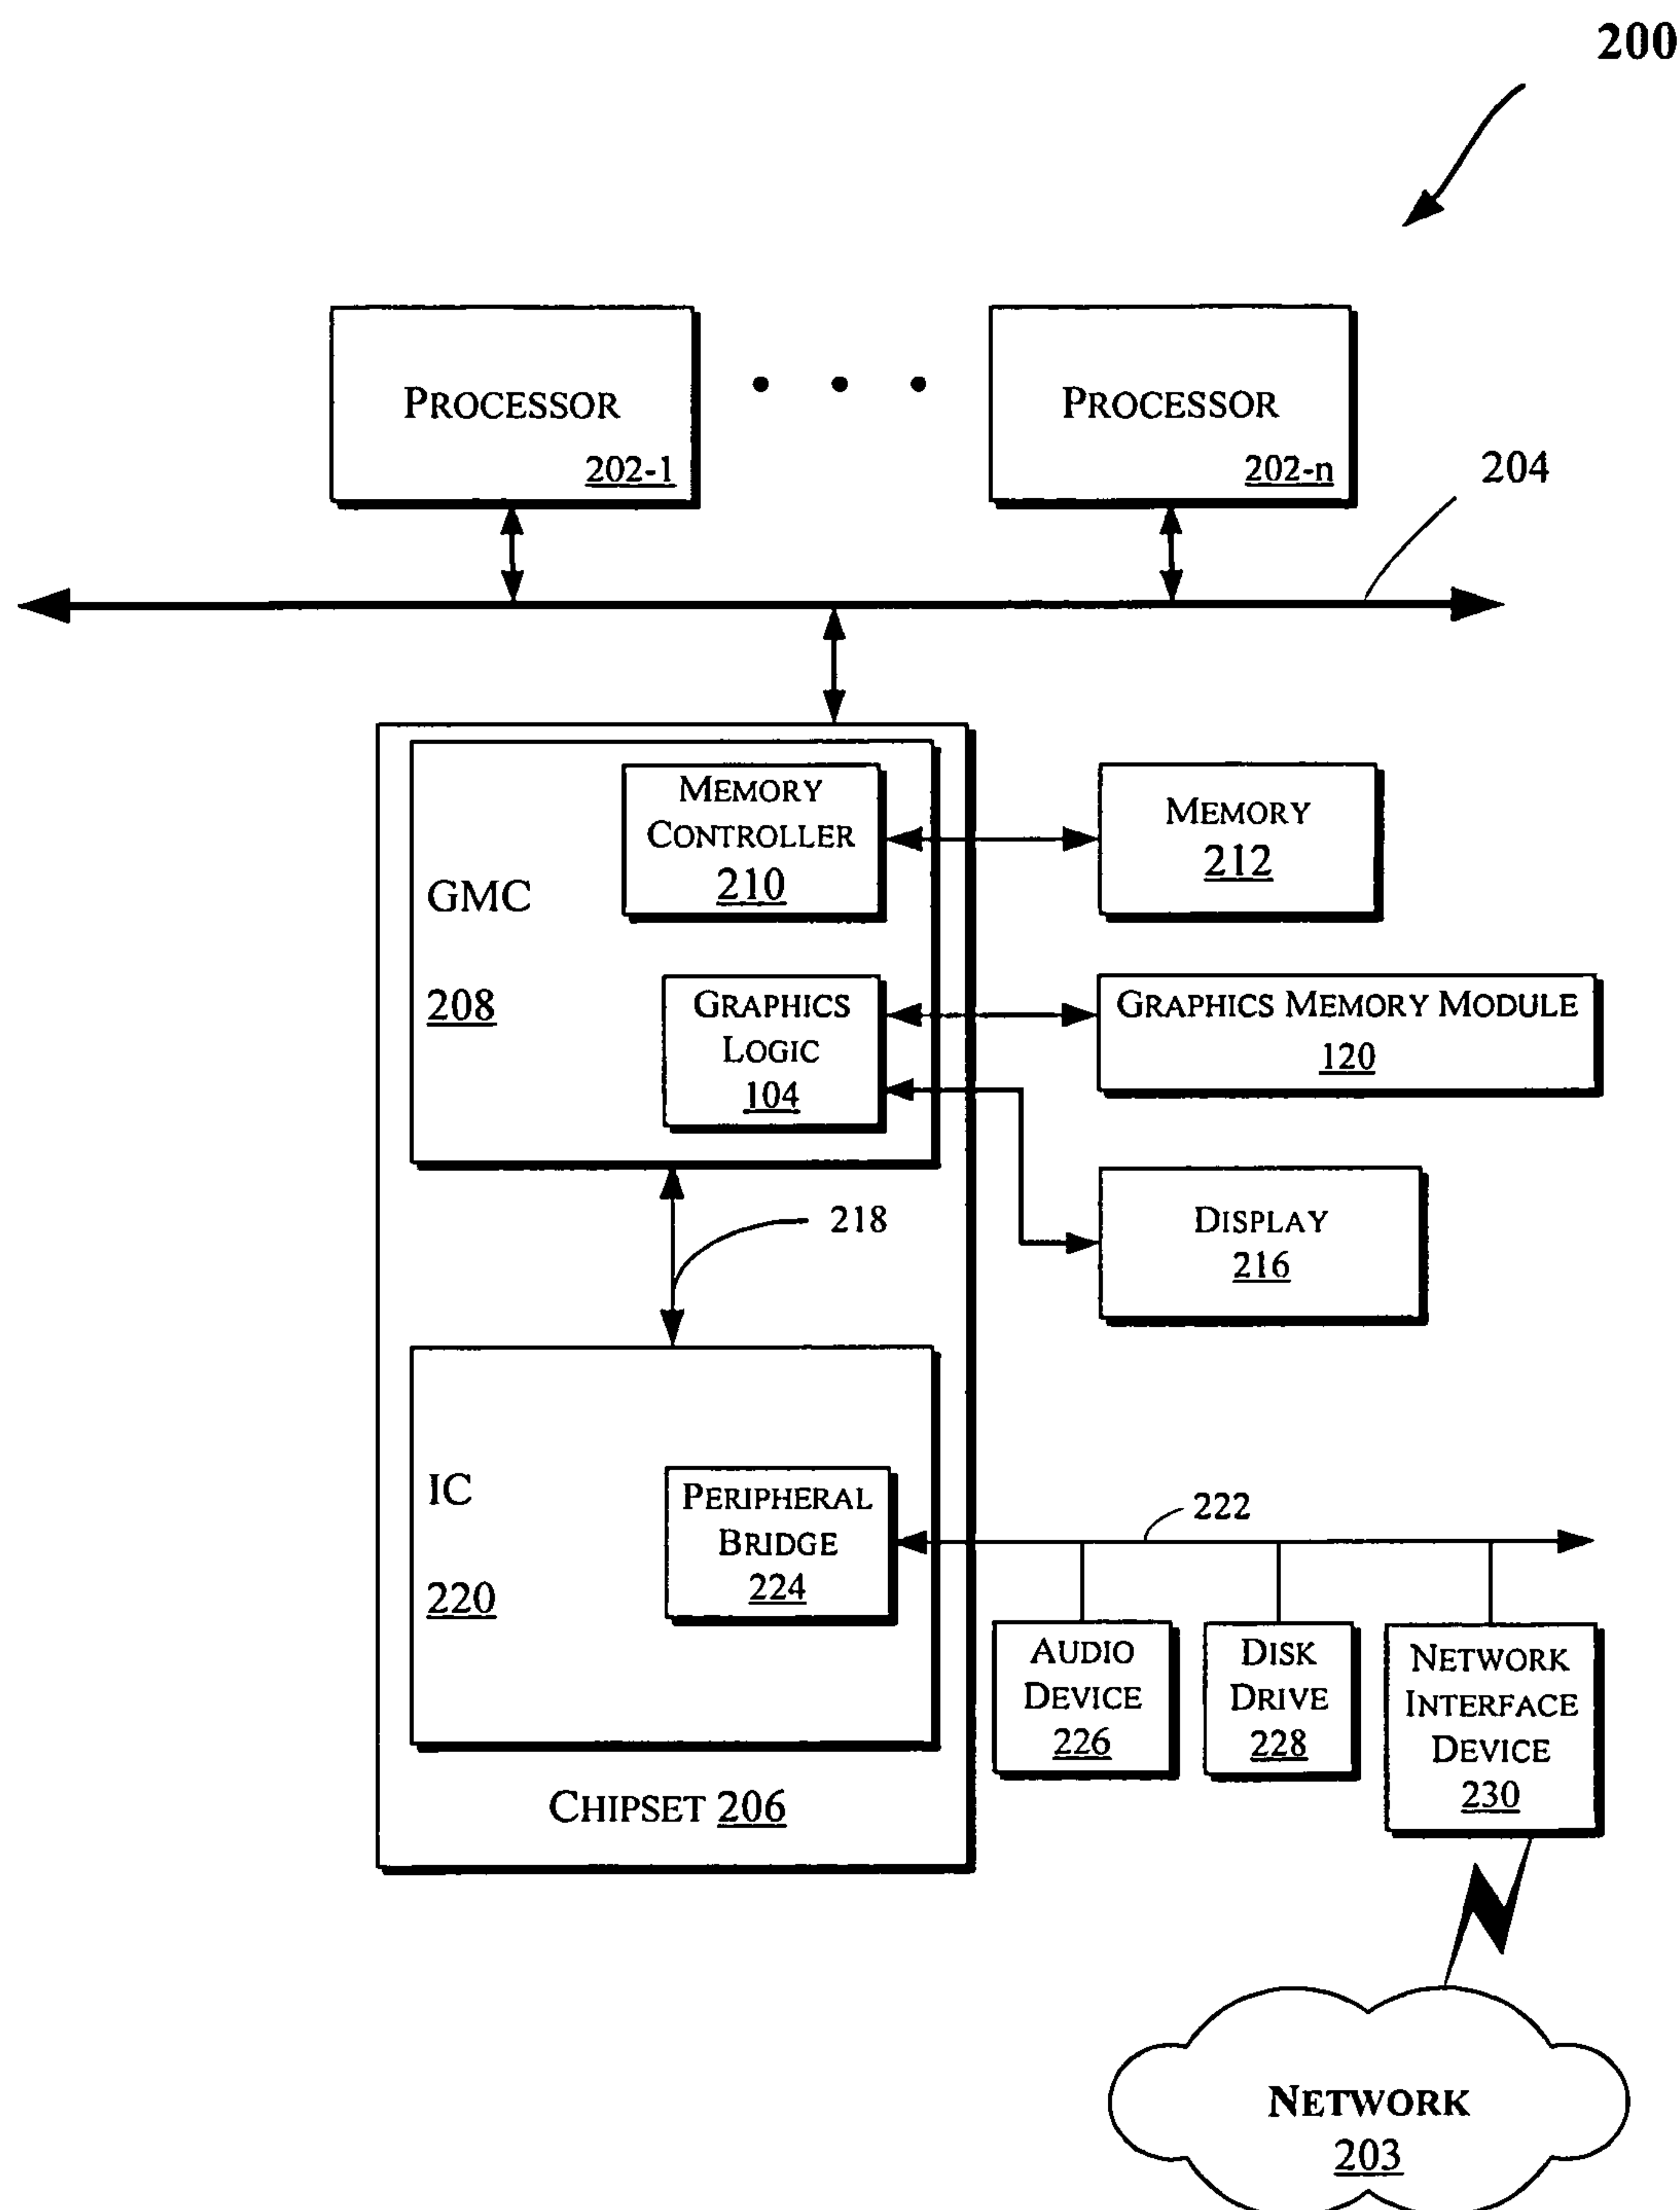 200
PROCESSOR
202-1
PROCESSOR
202-n
204
MEMORY
CONTROLLER
210
MEMORY
212
GMC
208
GRAPHICS
LOGIC
104
GRAPHICS MEMORY MODULE
120
218
DISPLAY
216
IC
220
PERIPHERAL
BRIDGE
224
222
AUDIO
DEVICE
226
DISK
DRIVE
228
NETWORK
INTERFACE
DEVICE
230
CHIPSET 206
NETWORK
203